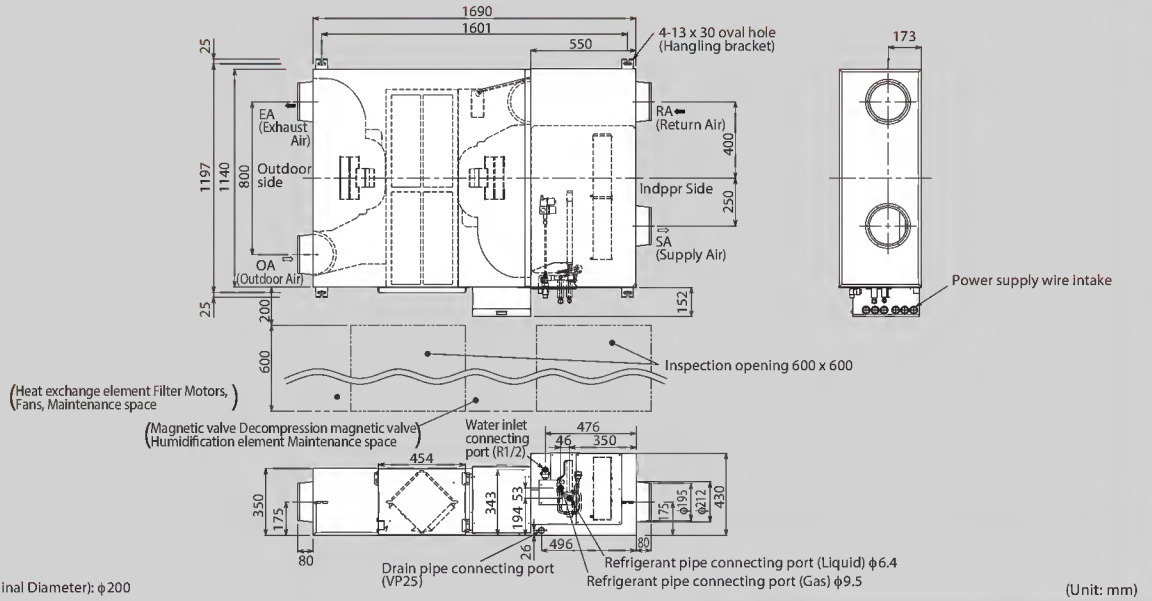 1690
1601
550
25
4-13 x 30 oval hole
(Hangling bracket)
173
EA
(Exhaust
Air)
RA
(Return Air)
1197
1140
800
Outdoor
side
400
Indppr Side
250
SA
(Supply Air)
OA
(Outdoor Air)
25
200
152
Power supply wire intake
600
Inspection opening 600 x 600
(Heat exchange element Filter Motors,
Fans, Maintenance space)
(Magnetic valve Decompression magnetic valve
Humidification element Maintenance space)
Water inlet
connecting
port (R1/2)
476
46
350
454
350
175
343
194
53
175
φ195
φ212
430
26
496
80
80
Drain pipe connecting port
(VP25)
Refrigerant pipe connecting port (Liquid) φ6.4
Refrigerant pipe connecting port (Gas) φ9.5
inal Diameter): φ200
(Unit: mm)